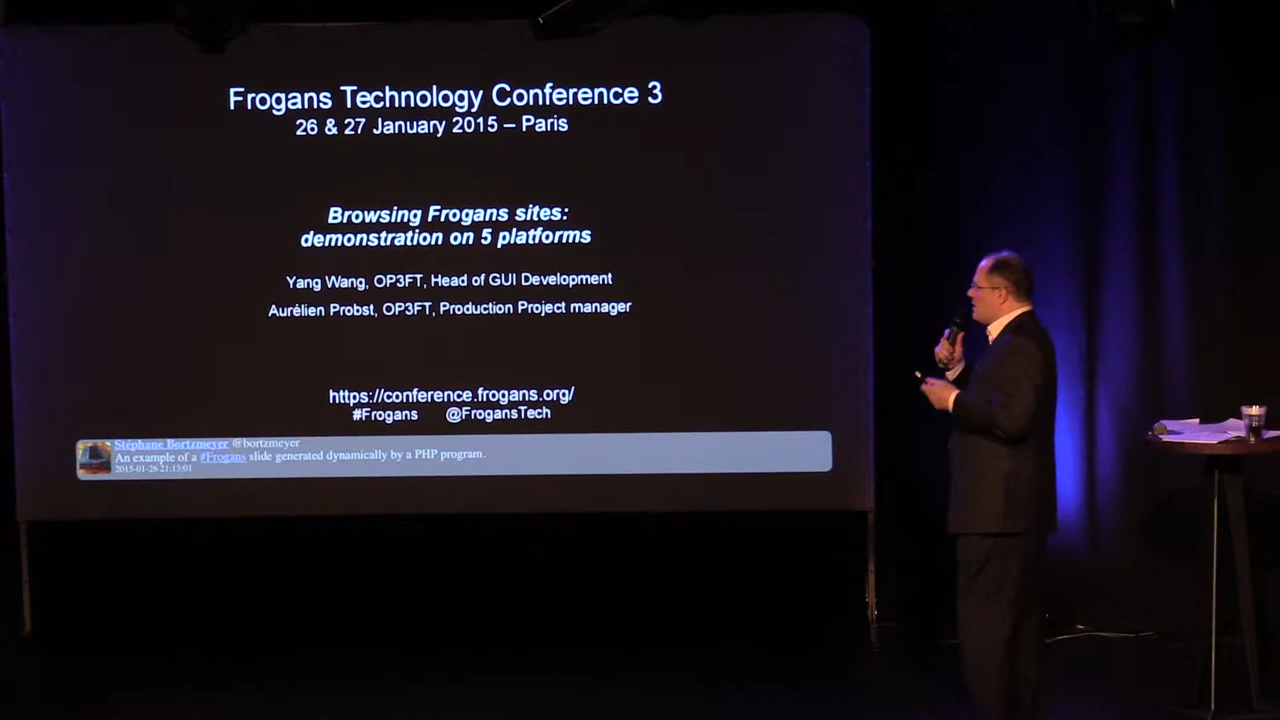 Frogans Technology Conference 3
26 & 27 January 2015 – Paris
Browsing Frogans sites:
demonstration on 5 platforms
Yang Wang, OP3FT, Head of GUI Development
Aurélien Probst, OP3FT, Production Project manager
https://conference.frogans.org/
#Frogans @FrogansTech
Stéphane Bortzmeyer @bortzmeyer
An example of a #Frogans slide generated dynamically by a PHP program.
2015-01-26 21:13:01